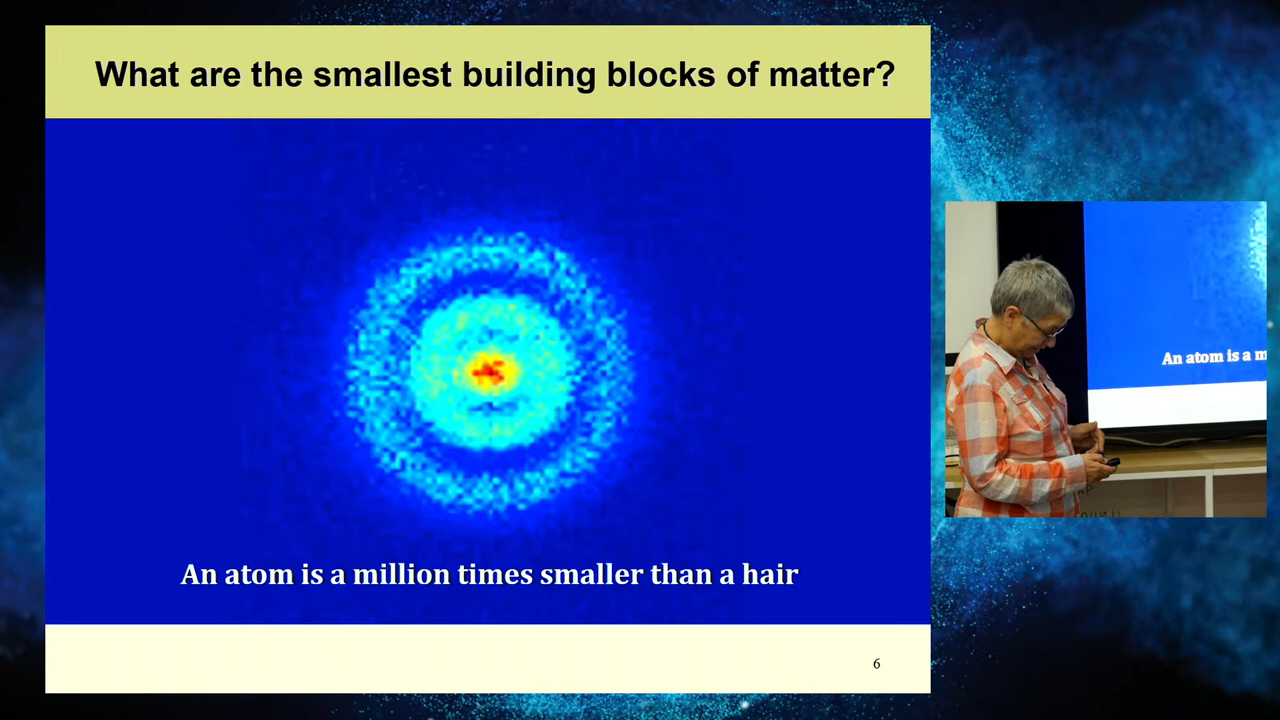 What are the smallest building blocks of matter?
An atom is a million times smaller than a hair
6
An atom is a m